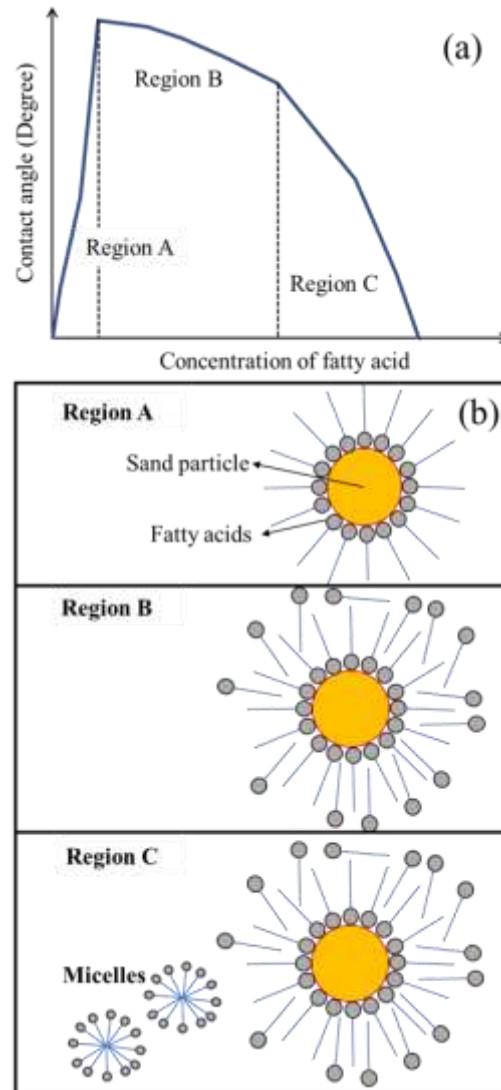 (a)
Contact angle (Degree)
Region B
Region A
Region C
Concentration of fatty acid
(b)
Region A
Sand particle
Fatty acids
Region B
Region C
Micelles